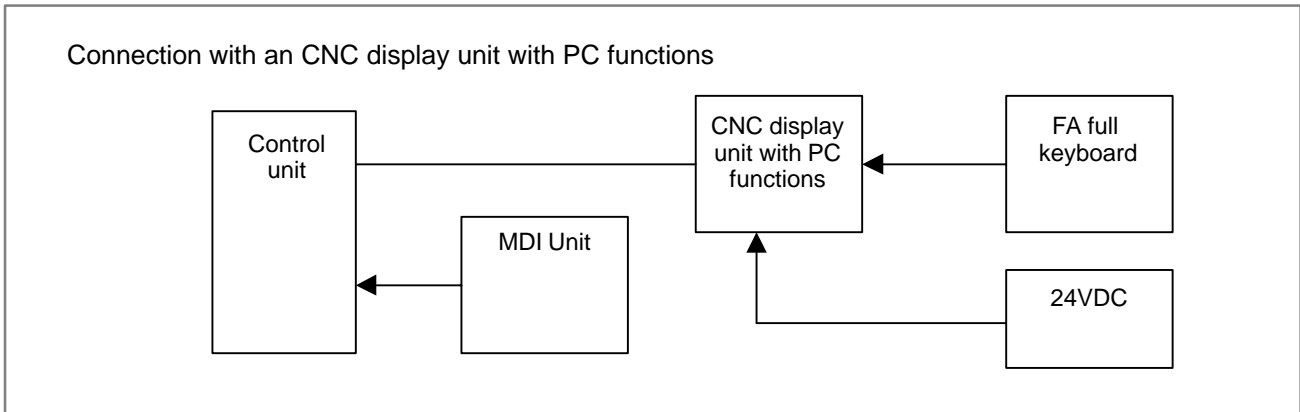 Connection with an CNC display unit with PC functions
Control
unit
CNC display
unit with PC
functions
FA full
keyboard
MDI Unit
24VDC